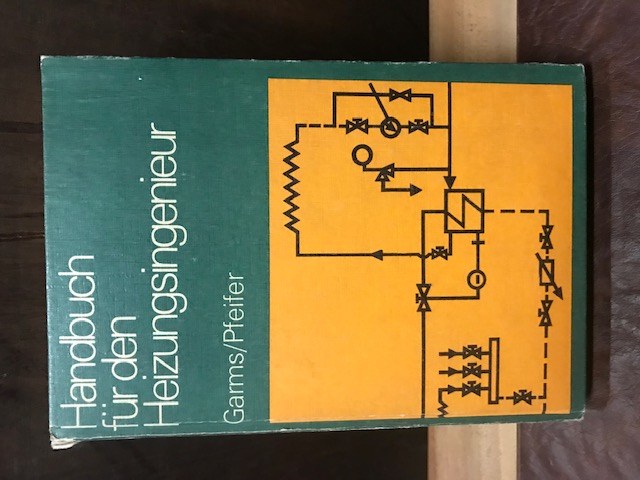 Handbuch
für den
Heizungsingenieur
Garms/Pfeifer